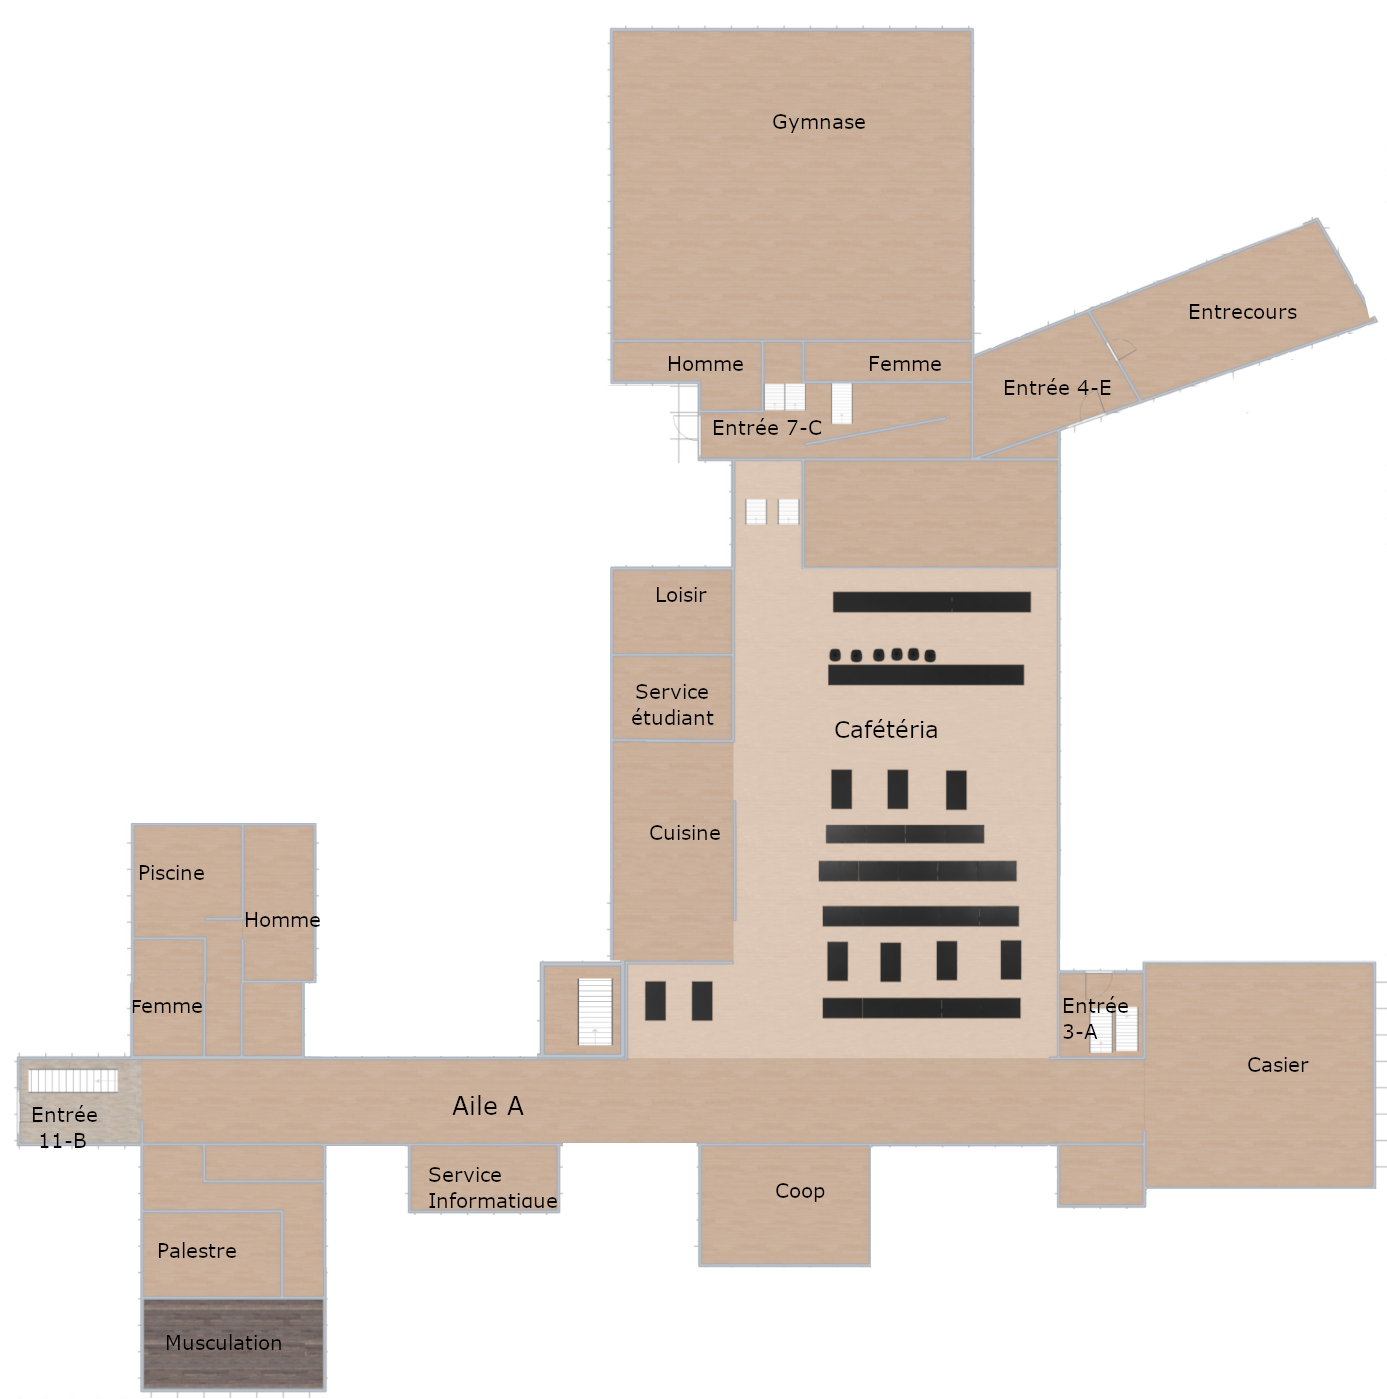 Gymnase
Entrecours
Homme
Femme
Entrée 4-E
Entrée 7-C
Loisir
Service
étudiant
Cafétéria
Cuisine
Piscine
Homme
Femme
Entrée
3-A
Casier
Aile A
Entrée
11-B
Service
Informatique
Coop
Palestre
Musculation